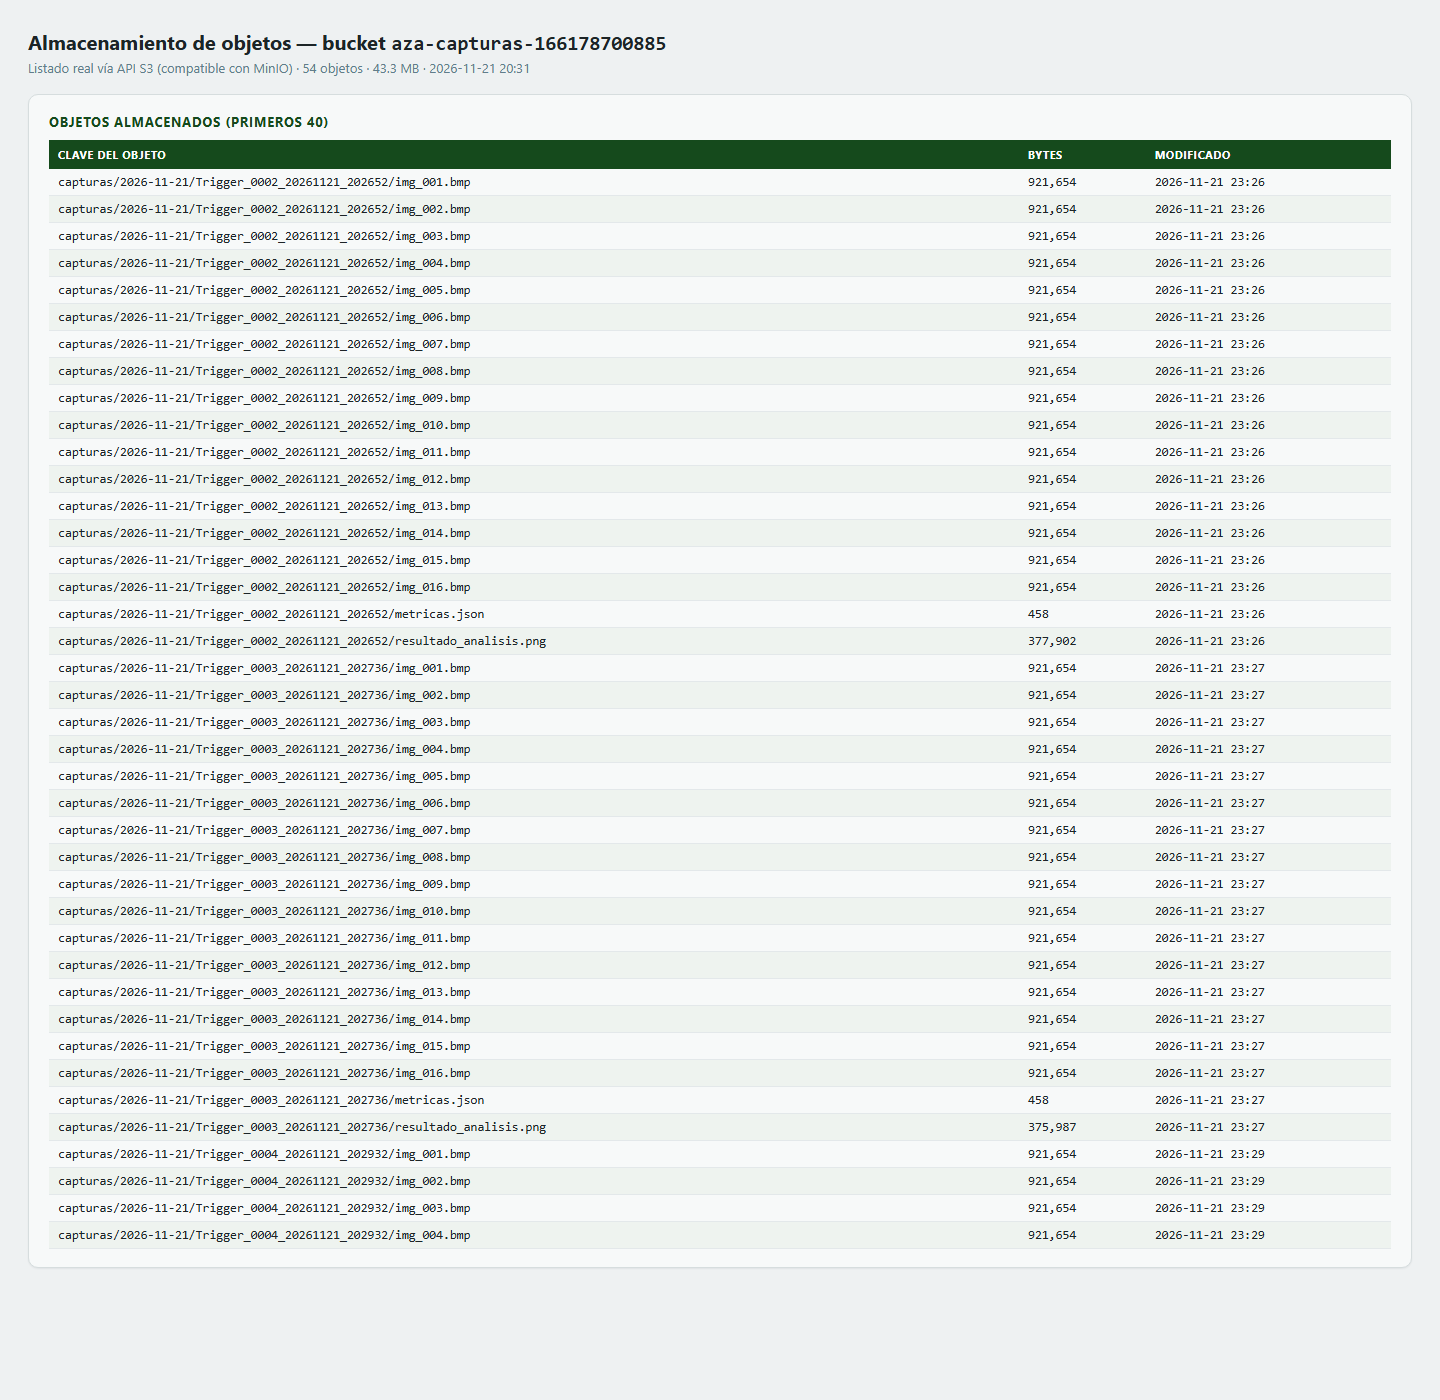 Almacenamiento de objetos — bucket aza-capturas-166178700885
Listado real vía API S3 (compatible con MinIO) · 54 objetos · 43.3 MB · 2026-11-21 20:31
OBJETOS ALMACENADOS (PRIMEROS 40)
CLAVE DEL OBJETO BYTES MODIFICADO
capturas/2026-11-21/Trigger_0002_20261121_202652/img_001.bmp 921,654 2026-11-21 23:26
capturas/2026-11-21/Trigger_0002_20261121_202652/img_002.bmp 921,654 2026-11-21 23:26
capturas/2026-11-21/Trigger_0002_20261121_202652/img_003.bmp 921,654 2026-11-21 23:26
capturas/2026-11-21/Trigger_0002_20261121_202652/img_004.bmp 921,654 2026-11-21 23:26
capturas/2026-11-21/Trigger_0002_20261121_202652/img_005.bmp 921,654 2026-11-21 23:26
capturas/2026-11-21/Trigger_0002_20261121_202652/img_006.bmp 921,654 2026-11-21 23:26
capturas/2026-11-21/Trigger_0002_20261121_202652/img_007.bmp 921,654 2026-11-21 23:26
capturas/2026-11-21/Trigger_0002_20261121_202652/img_008.bmp 921,654 2026-11-21 23:26
capturas/2026-11-21/Trigger_0002_20261121_202652/img_009.bmp 921,654 2026-11-21 23:26
capturas/2026-11-21/Trigger_0002_20261121_202652/img_010.bmp 921,654 2026-11-21 23:26
capturas/2026-11-21/Trigger_0002_20261121_202652/img_011.bmp 921,654 2026-11-21 23:26
capturas/2026-11-21/Trigger_0002_20261121_202652/img_012.bmp 921,654 2026-11-21 23:26
capturas/2026-11-21/Trigger_0002_20261121_202652/img_013.bmp 921,654 2026-11-21 23:26
capturas/2026-11-21/Trigger_0002_20261121_202652/img_014.bmp 921,654 2026-11-21 23:26
capturas/2026-11-21/Trigger_0002_20261121_202652/img_015.bmp 921,654 2026-11-21 23:26
capturas/2026-11-21/Trigger_0002_20261121_202652/img_016.bmp 921,654 2026-11-21 23:26
capturas/2026-11-21/Trigger_0002_20261121_202652/metricas.json 458 2026-11-21 23:26
capturas/2026-11-21/Trigger_0002_20261121_202652/resultado_analisis.png 377,902 2026-11-21 23:26
capturas/2026-11-21/Trigger_0003_20261121_202736/img_001.bmp 921,654 2026-11-21 23:27
capturas/2026-11-21/Trigger_0003_20261121_202736/img_002.bmp 921,654 2026-11-21 23:27
capturas/2026-11-21/Trigger_0003_20261121_202736/img_003.bmp 921,654 2026-11-21 23:27
capturas/2026-11-21/Trigger_0003_20261121_202736/img_004.bmp 921,654 2026-11-21 23:27
capturas/2026-11-21/Trigger_0003_20261121_202736/img_005.bmp 921,654 2026-11-21 23:27
capturas/2026-11-21/Trigger_0003_20261121_202736/img_006.bmp 921,654 2026-11-21 23:27
capturas/2026-11-21/Trigger_0003_20261121_202736/img_007.bmp 921,654 2026-11-21 23:27
capturas/2026-11-21/Trigger_0003_20261121_202736/img_008.bmp 921,654 2026-11-21 23:27
capturas/2026-11-21/Trigger_0003_20261121_202736/img_009.bmp 921,654 2026-11-21 23:27
capturas/2026-11-21/Trigger_0003_20261121_202736/img_010.bmp 921,654 2026-11-21 23:27
capturas/2026-11-21/Trigger_0003_20261121_202736/img_011.bmp 921,654 2026-11-21 23:27
capturas/2026-11-21/Trigger_0003_20261121_202736/img_012.bmp 921,654 2026-11-21 23:27
capturas/2026-11-21/Trigger_0003_20261121_202736/img_013.bmp 921,654 2026-11-21 23:27
capturas/2026-11-21/Trigger_0003_20261121_202736/img_014.bmp 921,654 2026-11-21 23:27
capturas/2026-11-21/Trigger_0003_20261121_202736/img_015.bmp 921,654 2026-11-21 23:27
capturas/2026-11-21/Trigger_0003_20261121_202736/img_016.bmp 921,654 2026-11-21 23:27
capturas/2026-11-21/Trigger_0003_20261121_202736/metricas.json 458 2026-11-21 23:27
capturas/2026-11-21/Trigger_0003_20261121_202736/resultado_analisis.png 375,987 2026-11-21 23:27
capturas/2026-11-21/Trigger_0004_20261121_202932/img_001.bmp 921,654 2026-11-21 23:29
capturas/2026-11-21/Trigger_0004_20261121_202932/img_002.bmp 921,654 2026-11-21 23:29
capturas/2026-11-21/Trigger_0004_20261121_202932/img_003.bmp 921,654 2026-11-21 23:29
capturas/2026-11-21/Trigger_0004_20261121_202932/img_004.bmp 921,654 2026-11-21 23:29